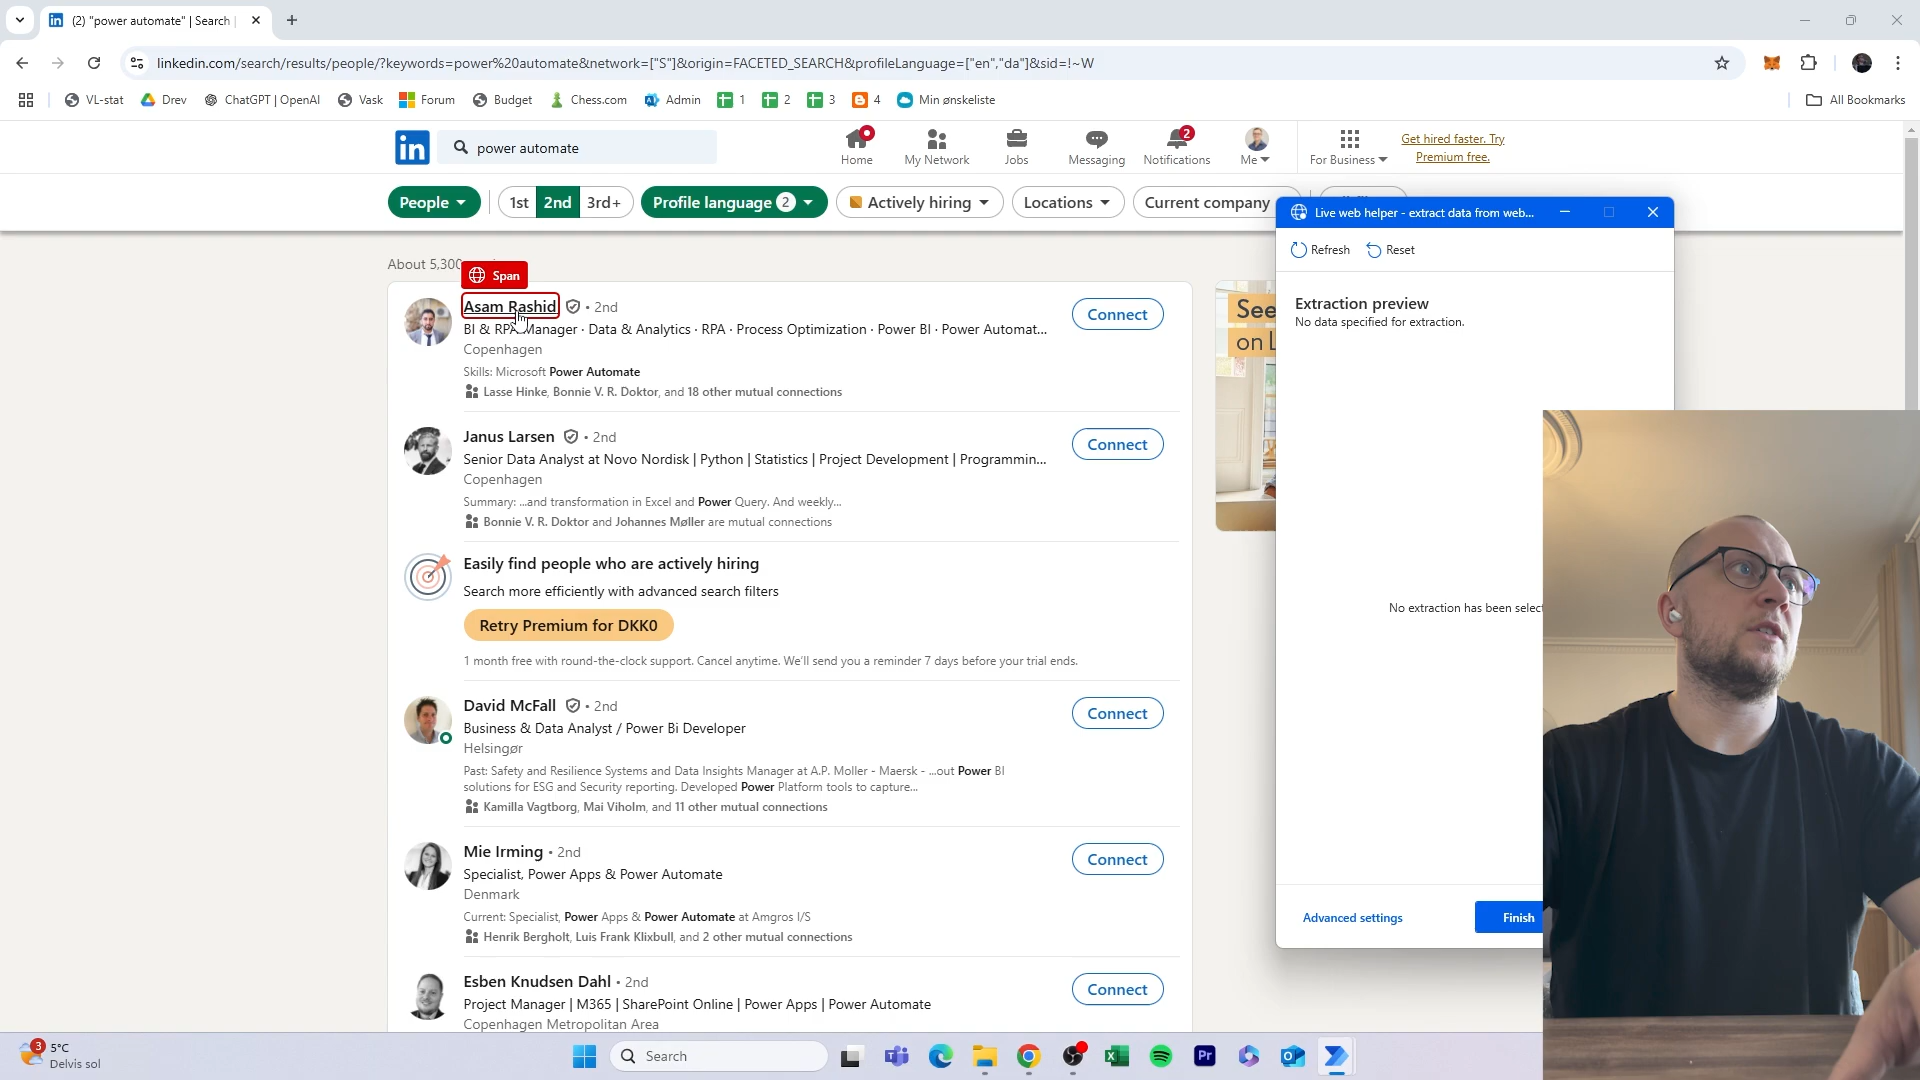 (2) "power automate" | Search |
linkedin.com/search/results/people/?keywords=power%20automate&network=["S"]&origin=FACETED_SEARCH&profileLanguage=["en","da"]&sid=!~W
VL-stat
Drev
ChatGPT | OpenAI
Vask
Forum
Budget
Chess.com
Admin
1
2
3
4
Min ønskeliste
All Bookmarks
in
power automate
Home
My Network
Jobs
Messaging
2
Notifications
Me
For Business
Get hired faster. Try
Premium free.
People
1st
2nd
3rd+
Profile language 2
Actively hiring
Locations
Current company
Live web helper - extract data from web...
Refresh
Reset
Extraction preview
No data specified for extraction.
No extraction has been select
Advanced settings
Finish
About 5,300
Span
Asam Rashid • 2nd
BI & RPA Manager · Data & Analytics · RPA · Process Optimization · Power BI · Power Automat...
Copenhagen
Skills: Microsoft Power Automate
Lasse Hinke, Bonnie V. R. Doktor, and 18 other mutual connections
Connect
See
on L
Janus Larsen • 2nd
Senior Data Analyst at Novo Nordisk | Python | Statistics | Project Development | Programmin...
Copenhagen
Summary: ...and transformation in Excel and Power Query. And weekly...
Bonnie V. R. Doktor and Johannes Møller are mutual connections
Connect
Easily find people who are actively hiring
Search more efficiently with advanced search filters
Retry Premium for DKK0
1 month free with round-the-clock support. Cancel anytime. We'll send you a reminder 7 days before your trial ends.
David McFall • 2nd
Business & Data Analyst / Power Bi Developer
Helsingør
Past: Safety and Resilience Systems and Data Insights Manager at A.P. Moller - Maersk - ...out Power BI
solutions for ESG and Security reporting. Developed Power Platform tools to capture...
Kamilla Vagtborg, Mai Viholm, and 11 other mutual connections
Connect
Mie Irming • 2nd
Specialist, Power Apps & Power Automate
Denmark
Current: Specialist, Power Apps & Power Automate at Amgros I/S
Henrik Bergholt, Luis Frank Klixbull, and 2 other mutual connections
Connect
Esben Knudsen Dahl • 2nd
Project Manager | M365 | SharePoint Online | Power Apps | Power Automate
Copenhagen Metropolitan Area
Connect
3
5°C
Delvis sol
Search
Pr